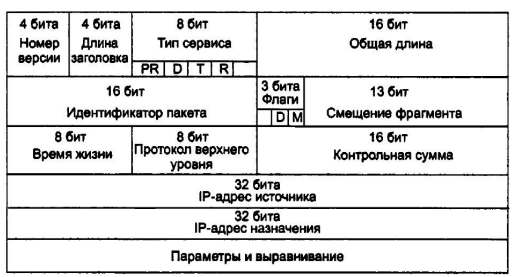 4 бита 4 бита 8 бит 16 бит
Номер версии Длина заголовка Тип сервиса Общая длина
PR D T R
16 бит 3 бита 13 бит
Идентификатор пакета Флаги Смещение фрагмента
D M
8 бит 8 бит 16 бит
Время жизни Протокол верхнего уровня Контрольная сумма
32 бита
IP-адрес источника
32 бита
IP-адрес назначения
Параметры и выравнивание